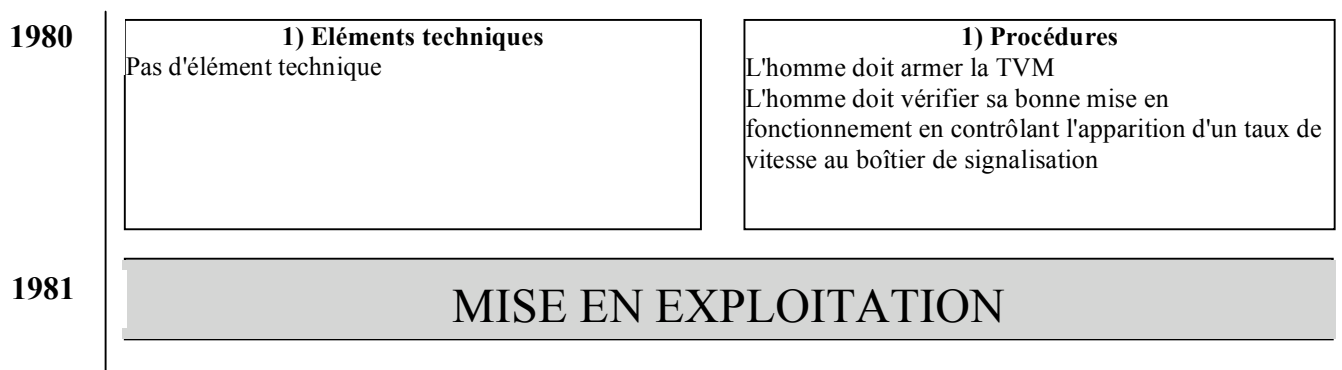 1980
1) Eléments techniques
Pas d'élément technique
1) Procédures
L'homme doit armer la TVM
L'homme doit vérifier sa bonne mise en
fonctionnement en contrôlant l'apparition d'un taux de
vitesse au boîtier de signalisation
1981
MISE EN EXPLOITATION